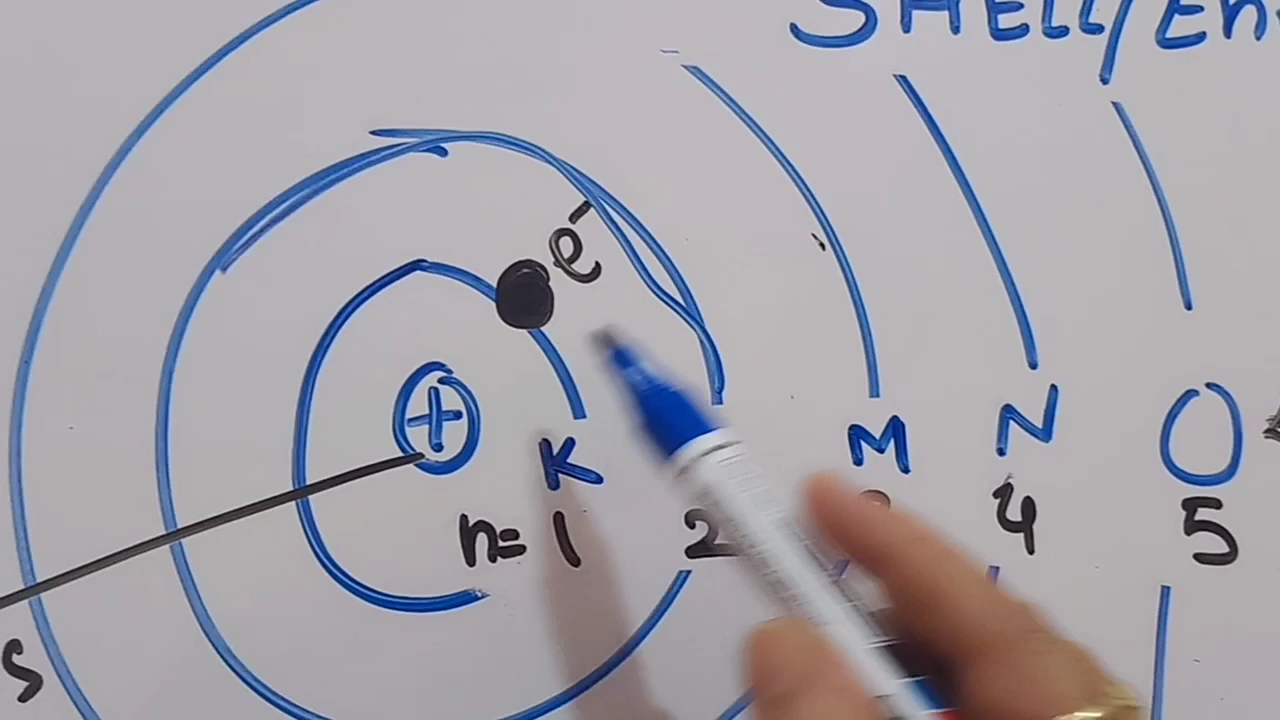 SHEll/En
e⁻
+
K M N O
n= 1 2 4 5
S